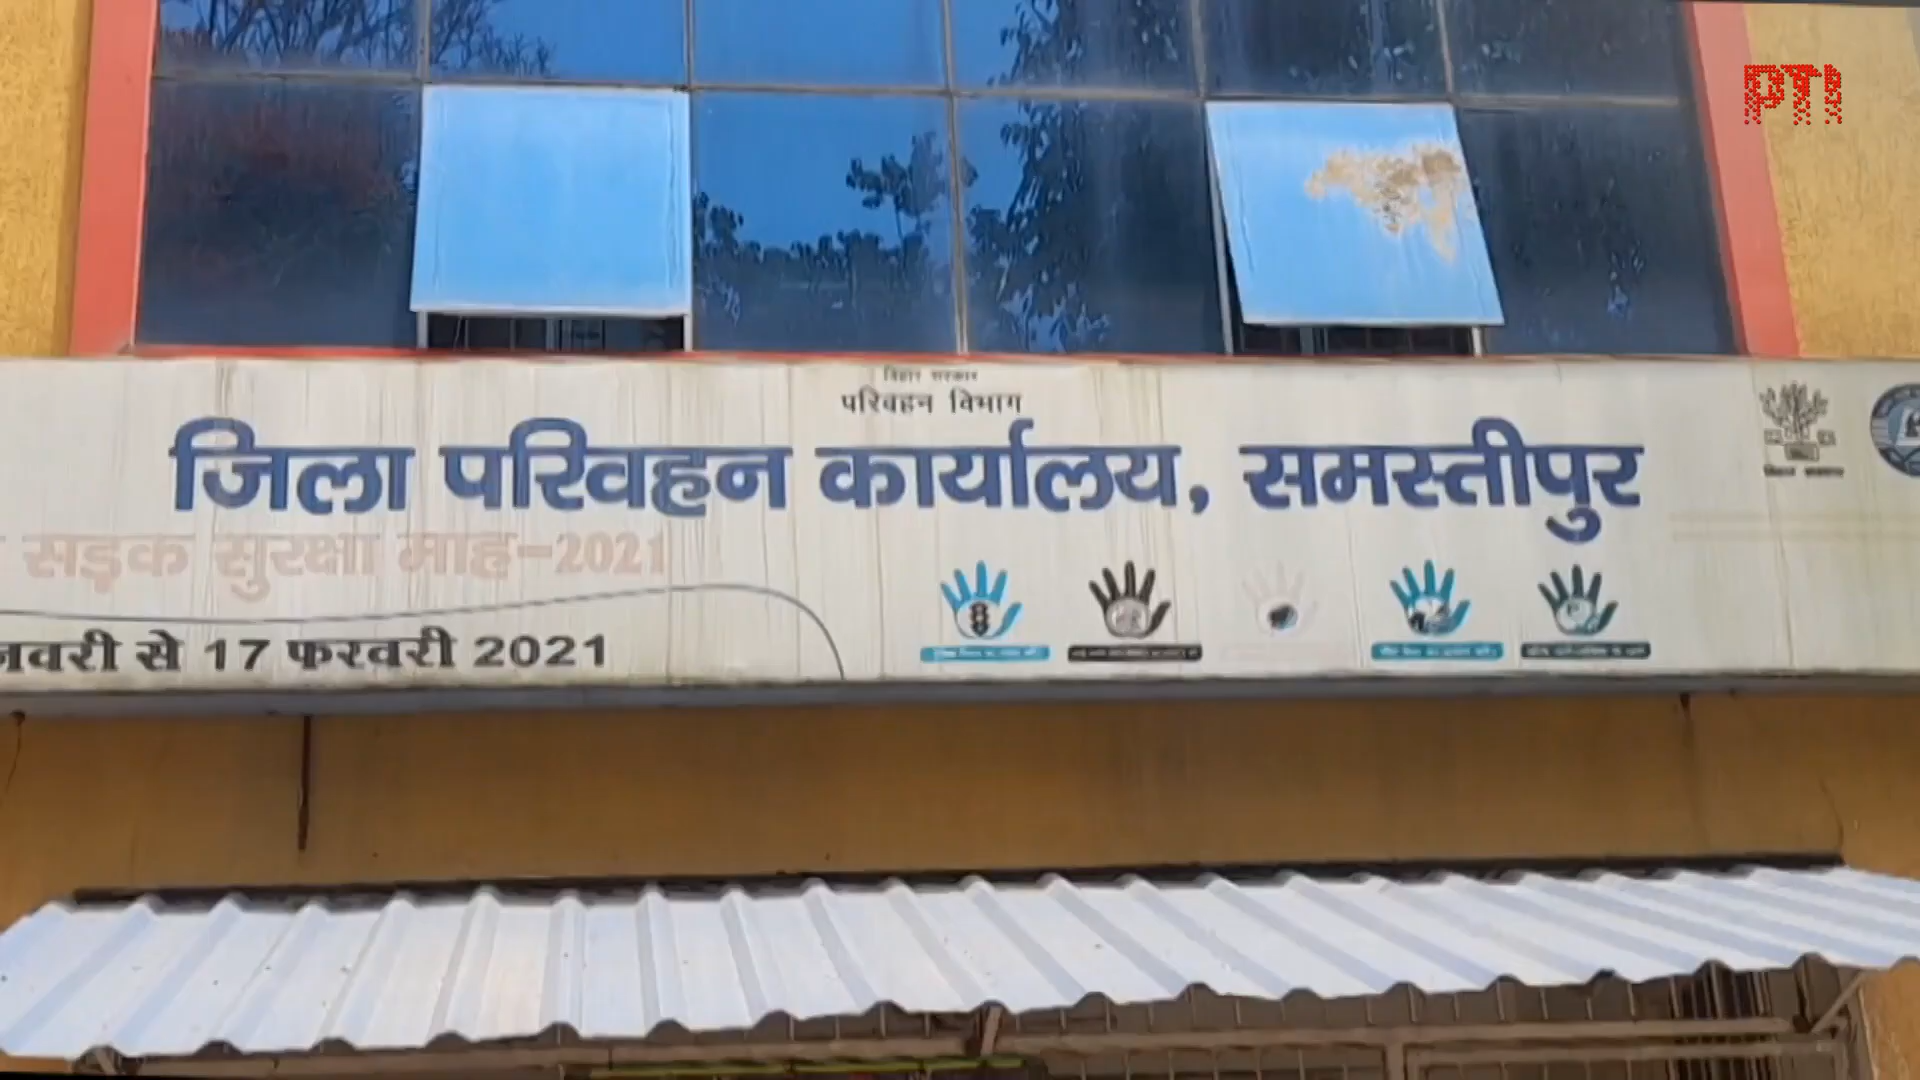 PTI
बिहार सरकार
परिवहन विभाग
जिला परिवहन कार्यालय, समस्तीपुर
सड़क सुरक्षा माह-2021
नवरी से 17 फरवरी 2021